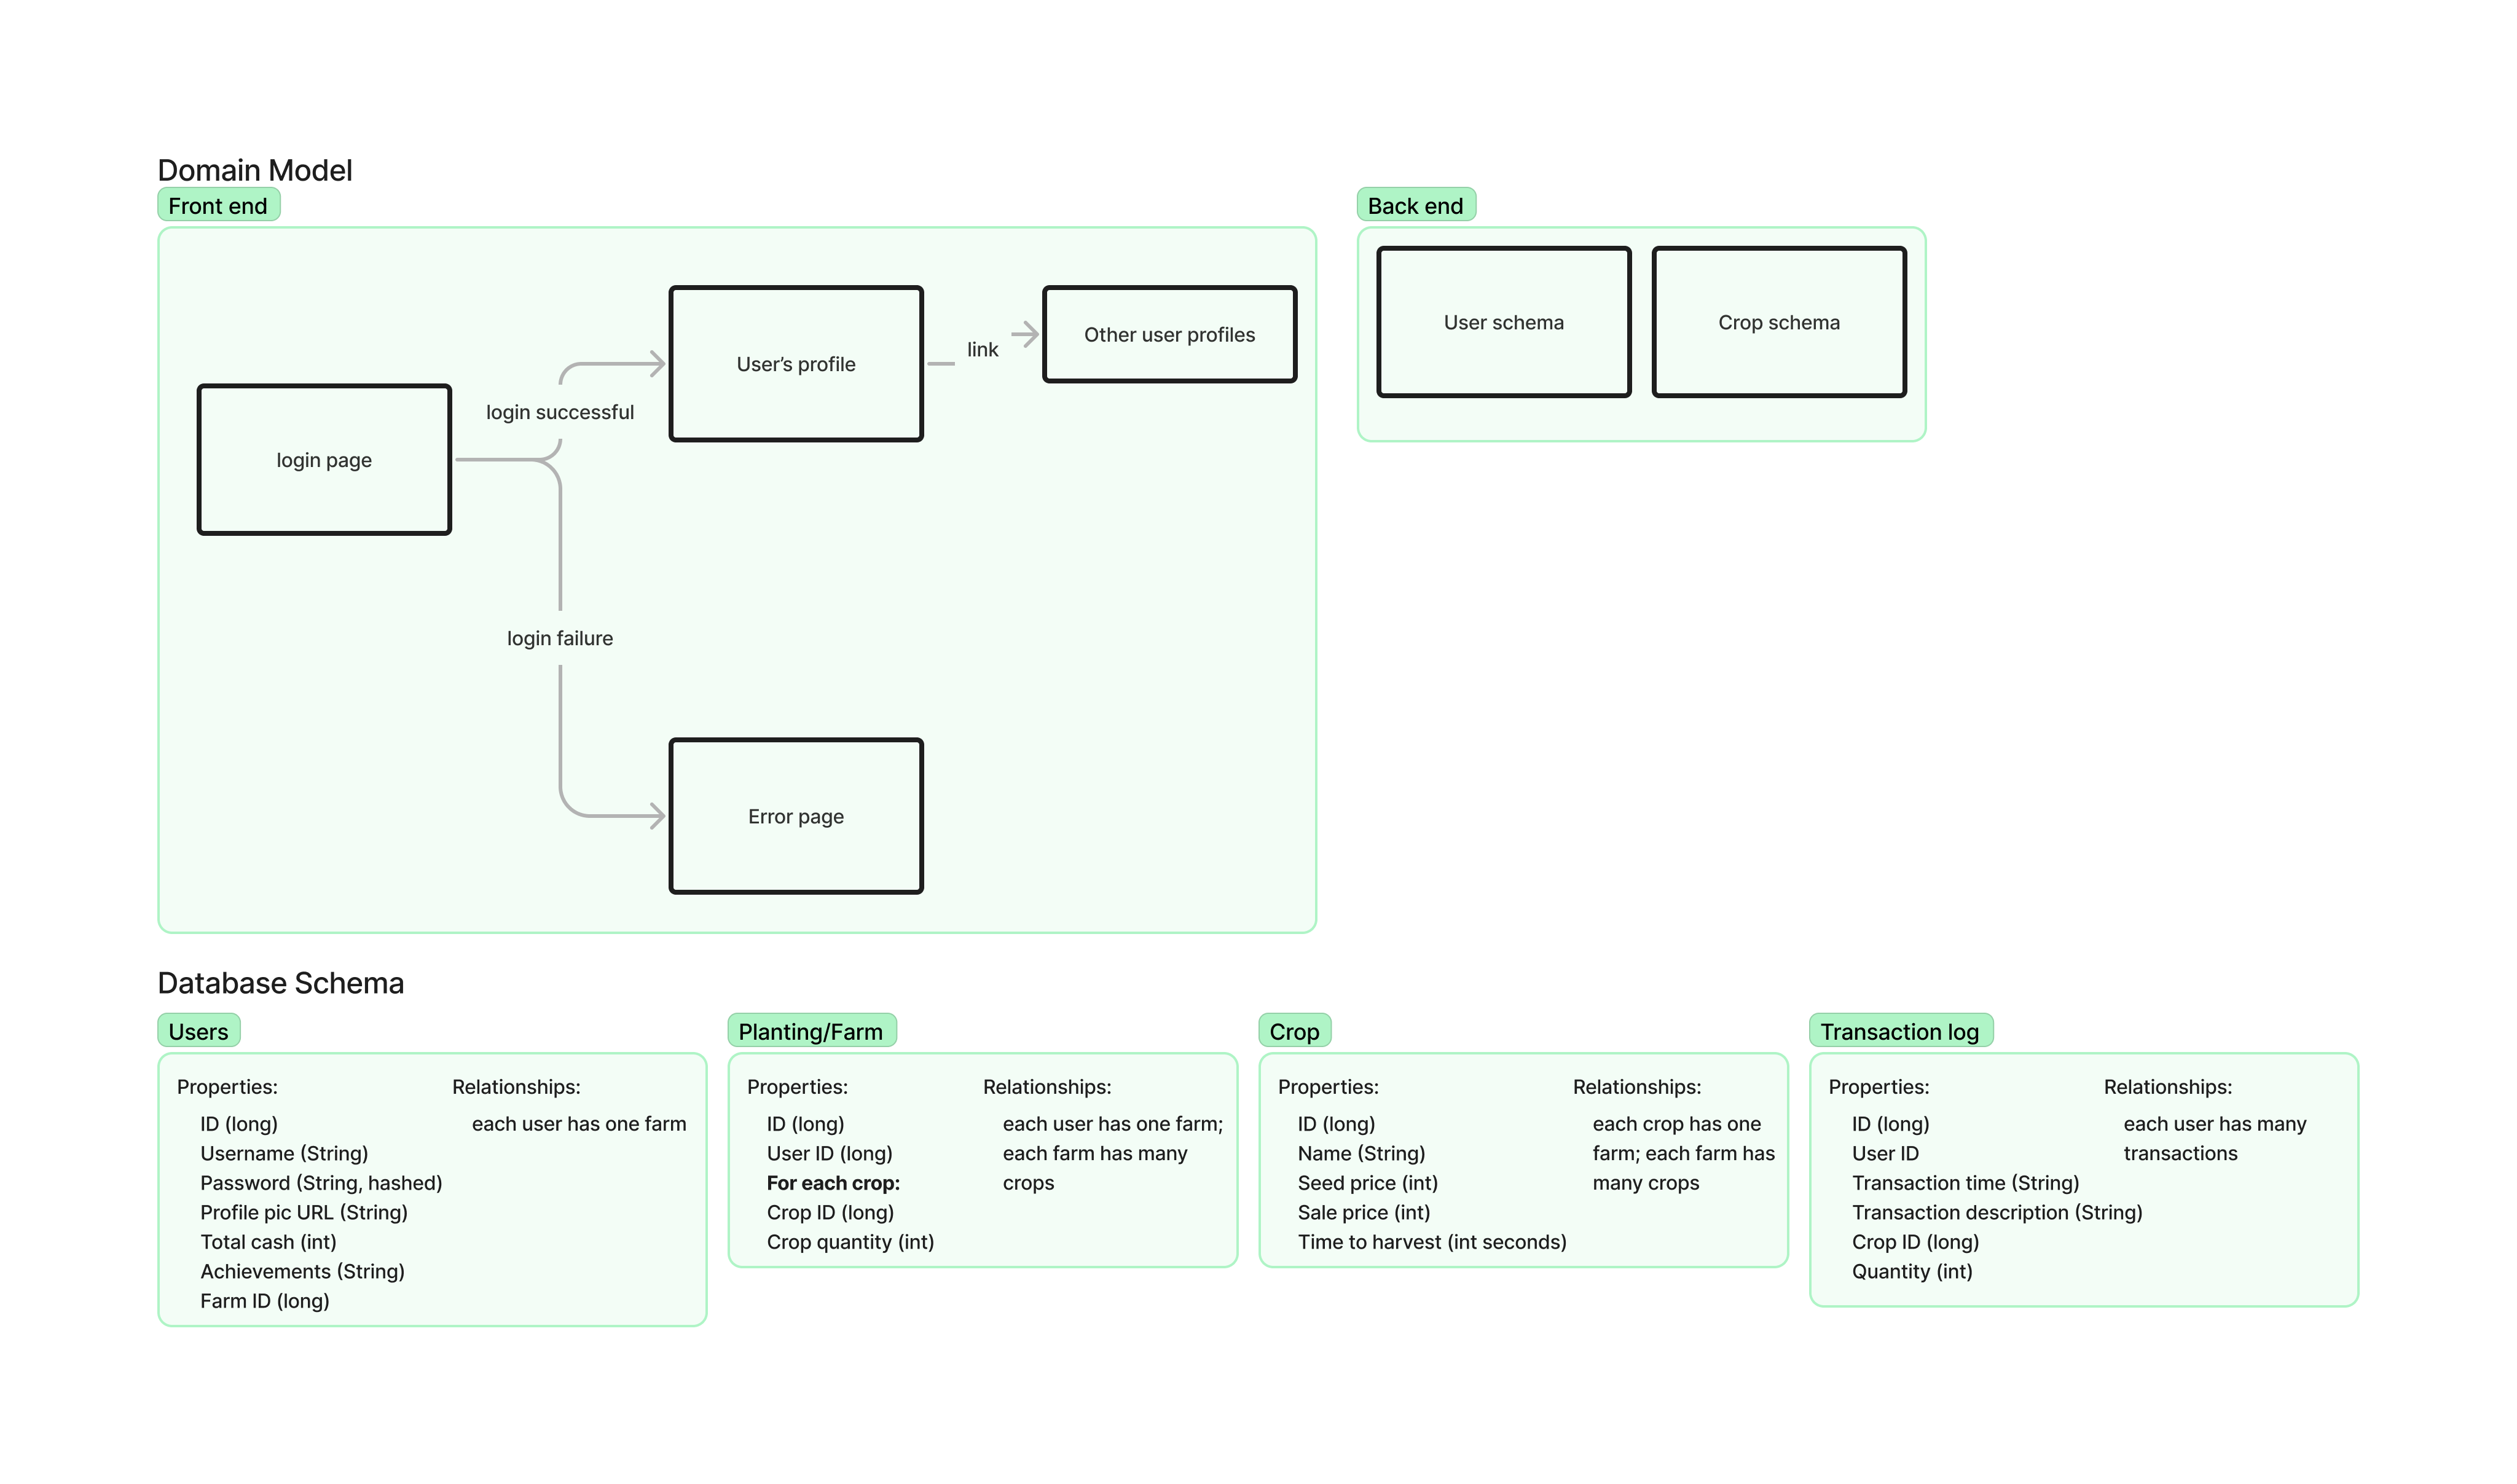 Domain Model
Front end
login page
login successful
login failure
User’s profile
link
Other user profiles
Error page
Back end
User schema
Crop schema
Database Schema
Users
Properties:
ID (long)
Username (String)
Password (String, hashed)
Profile pic URL (String)
Total cash (int)
Achievements (String)
Farm ID (long)
Relationships:
each user has one farm
Planting/Farm
Properties:
ID (long)
User ID (long)
For each crop:
Crop ID (long)
Crop quantity (int)
Relationships:
each user has one farm;
each farm has many
crops
Crop
Properties:
ID (long)
Name (String)
Seed price (int)
Sale price (int)
Time to harvest (int seconds)
Relationships:
each crop has one
farm; each farm has
many crops
Transaction log
Properties:
ID (long)
User ID
Transaction time (String)
Transaction description (String)
Crop ID (long)
Quantity (int)
Relationships:
each user has many
transactions